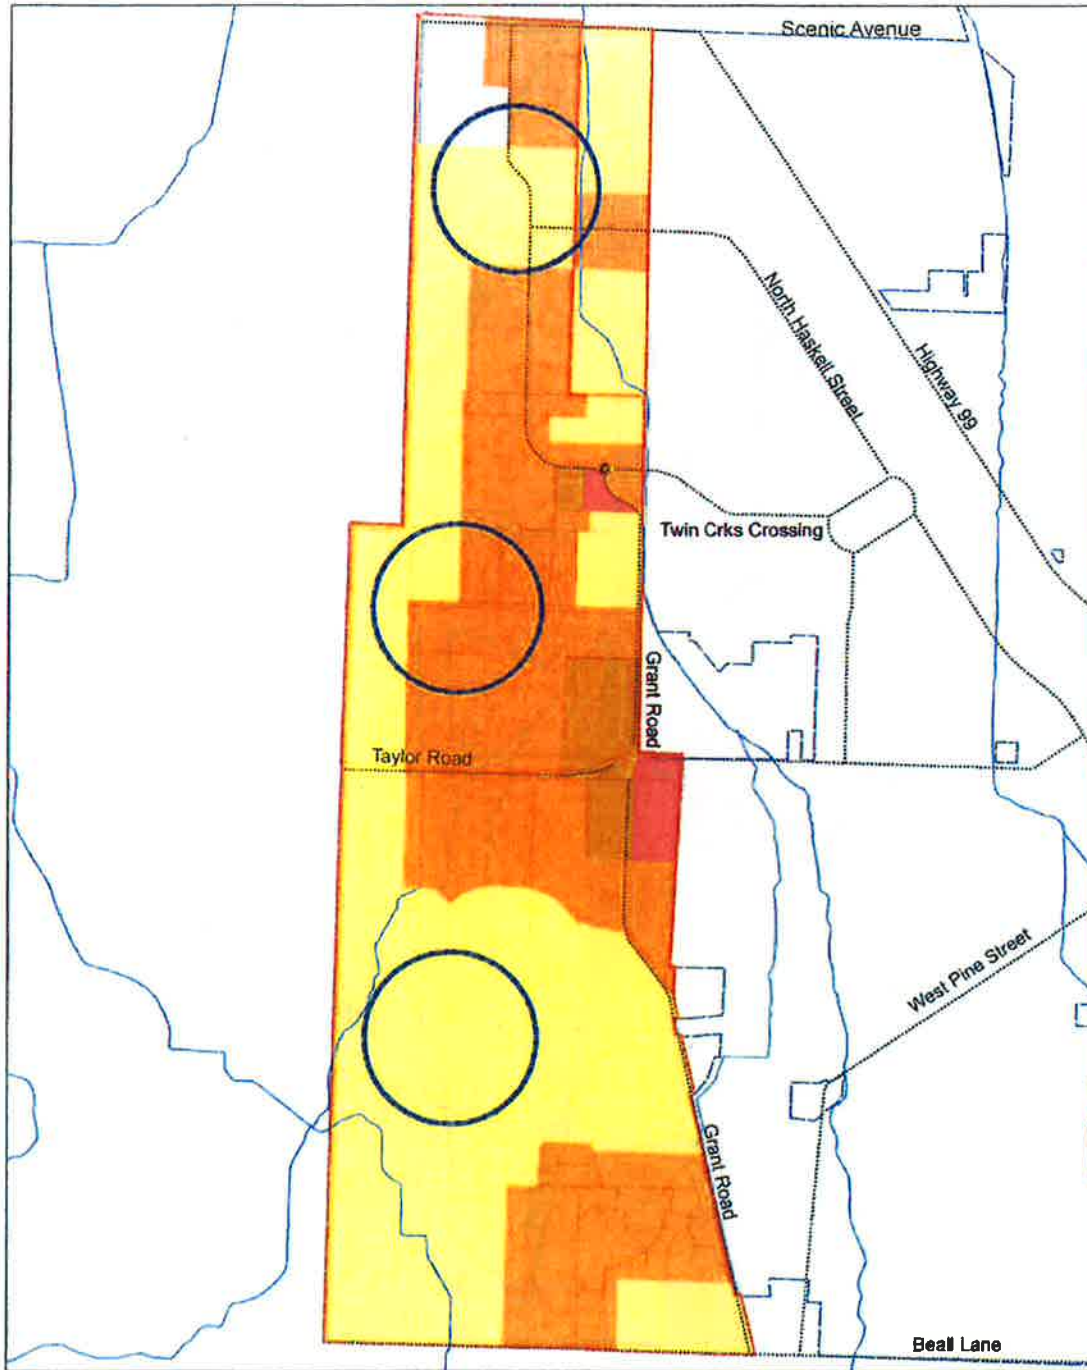 Scenic Avenue
North Haskell Street
Highway 99
Twin Crks Crossing
Grant Road
Taylor Road
West Pine Street
Grant Road
Beall Lane